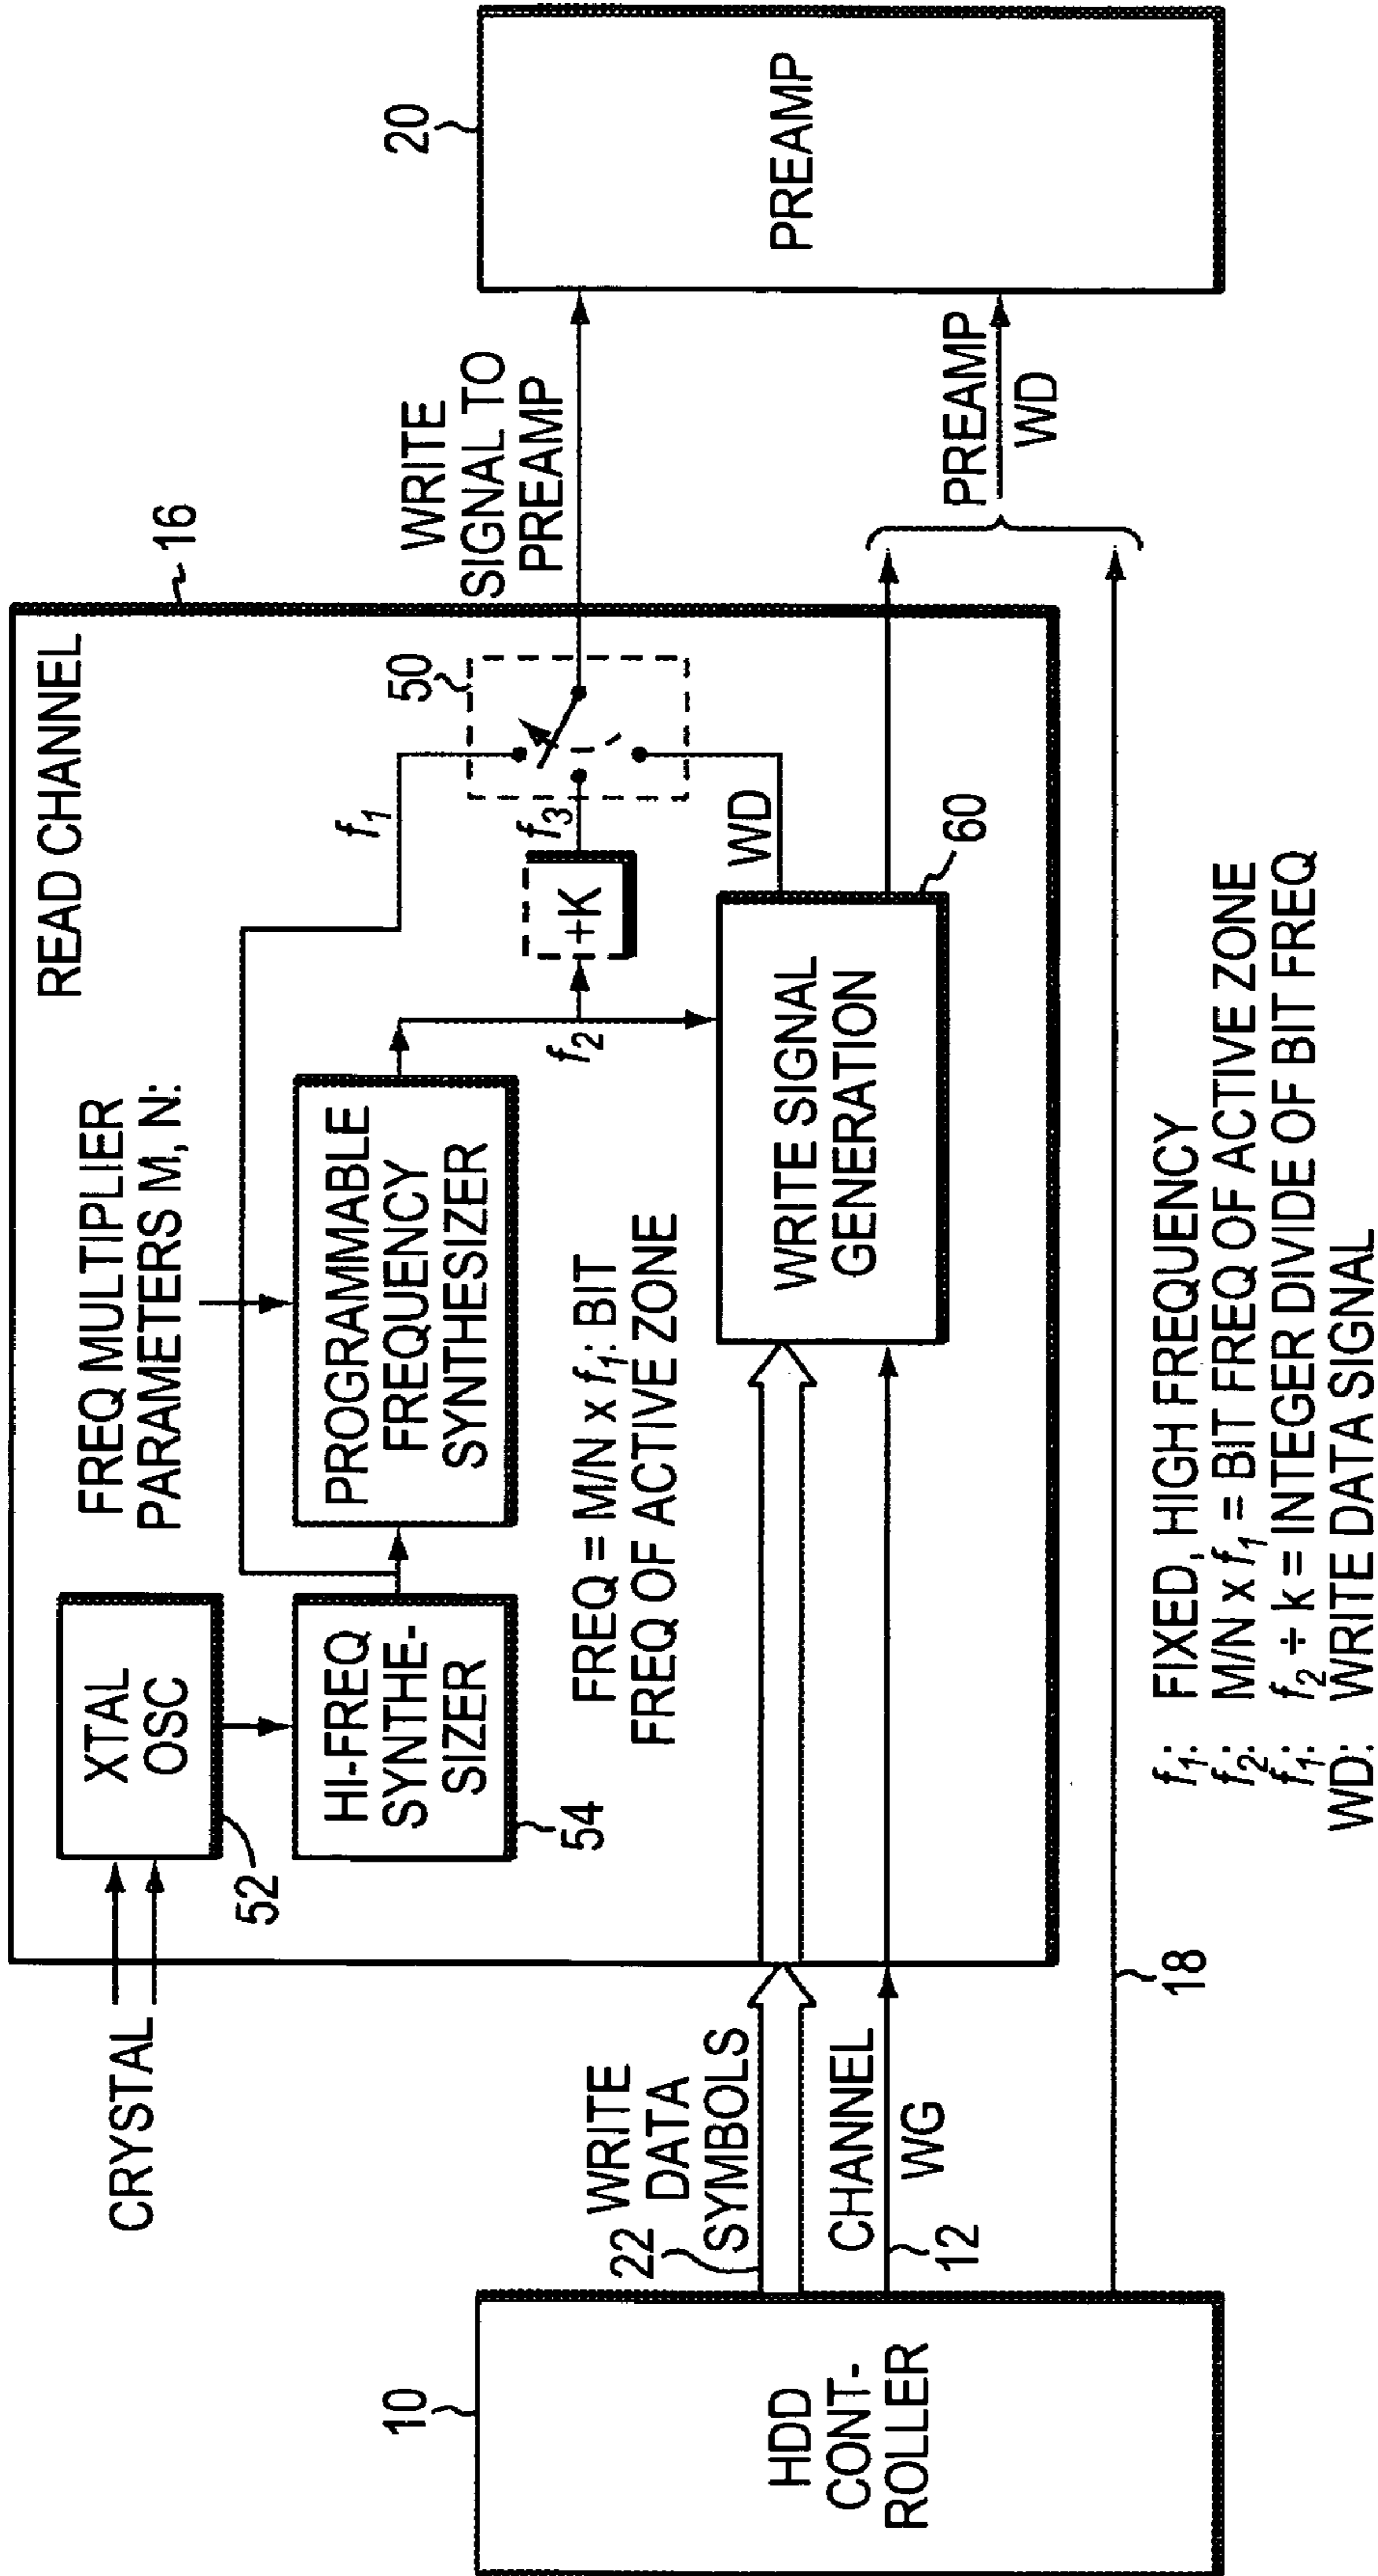 CRYSTAL
READ CHANNEL
16
XTAL
OSC
52
HI-FREQ
SYNTHE-
SIZER
54
FREQ MULTIPLIER
PARAMETERS M, N:
PROGRAMMABLE
FREQUENCY
SYNTHESIZER
FREQ = M/N x f1: BIT
FREQ OF ACTIVE ZONE
f1
f2
+K
f3
50
WD
WRITE SIGNAL
GENERATION
60
WRITE
SIGNAL TO
PREAMP
20
PREAMP
PREAMP
WD
10
HDD
CONT-
ROLLER
WRITE
DATA
SYMBOLS
22
CHANNEL
WG
12
18
f1: FIXED, HIGH FREQUENCY
f2: M/N x f1 = BIT FREQ OF ACTIVE ZONE
f1: f2 ÷ k = INTEGER DIVIDE OF BIT FREQ
WD: WRITE DATA SIGNAL